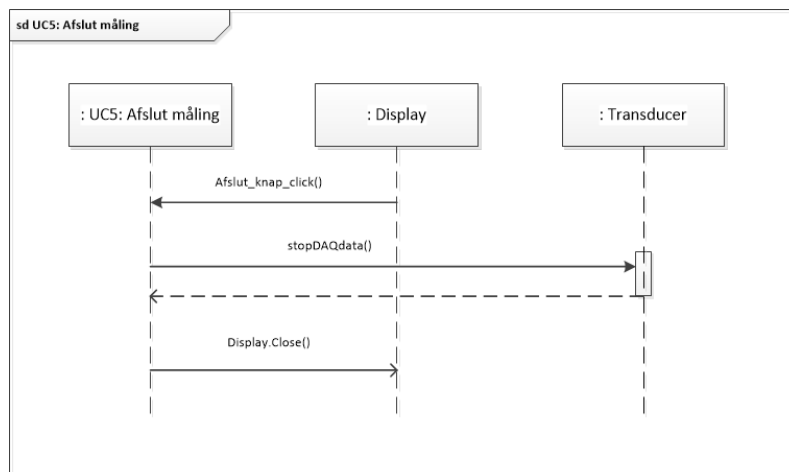 sd UC5: Afslut måling
: UC5: Afslut måling
: Display
: Transducer
Afslut_knap_click()
stopDAQdata()
Display.Close()